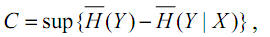 C = sup{H̅(Y) − H̅(Y | X)},